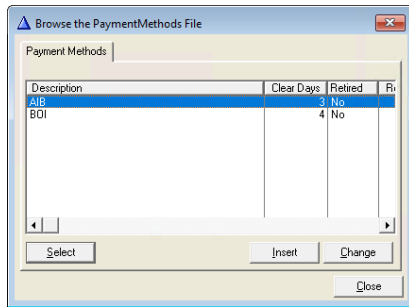 Browse the PaymentMethods File
Payment Methods
Description Clear Days Retired
AIB 3 No
BOI 4 No
Select Insert Change
Close